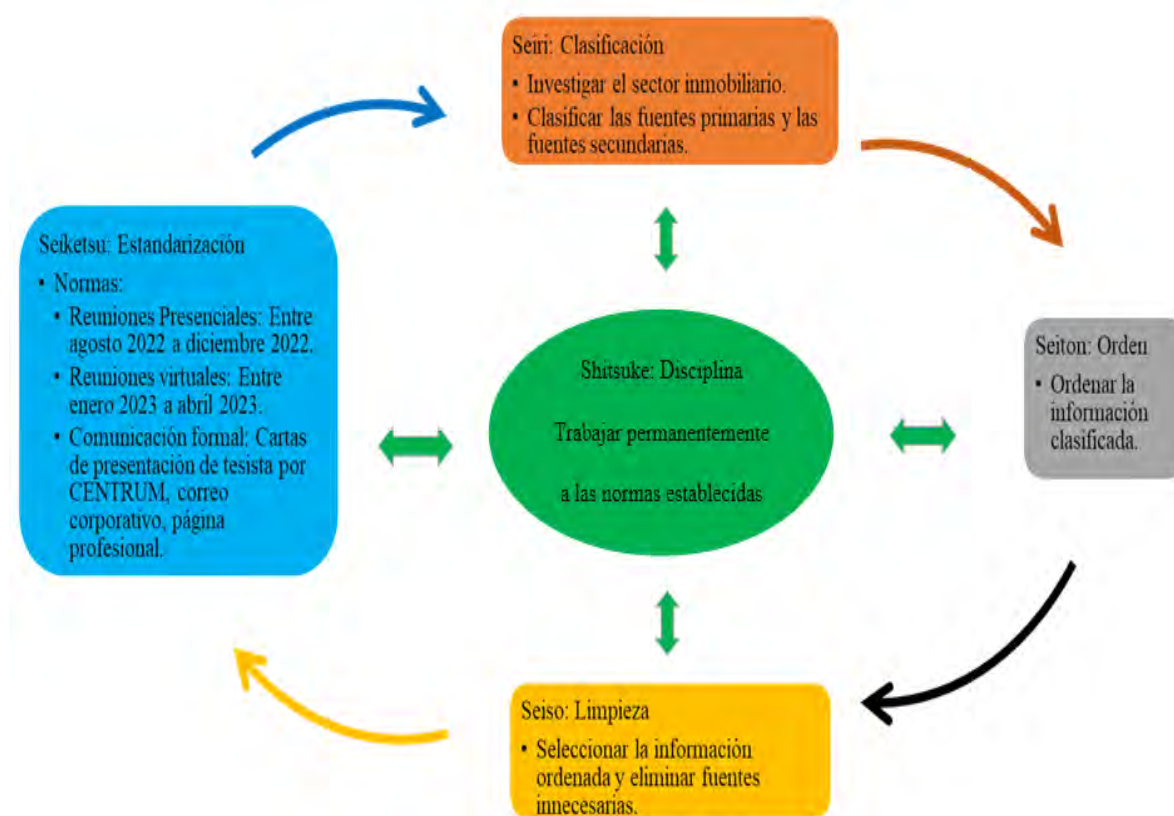 Seiri: Clasificación
• Investigar el sector inmobiliario.
• Clasificar las fuentes primarias y las
fuentes secundarias.
Seiketsu: Estandarización
• Normas:
• Reuniones Presenciales: Entre
agosto 2022 a diciembre 2022.
• Reuniones virtuales: Entre
enero 2023 a abril 2023.
• Comunicación formal: Cartas
de presentación de tesista por
CENTRUM, correo
corporativo, página
profesional.
Shitsuke: Disciplina
Trabajar permanentemente
a las normas establecidas
Seiton: Orden
• Ordenar la
información
clasificada.
Seiso: Limpieza
• Seleccionar la información
ordenada y eliminar fuentes
innecesarias.